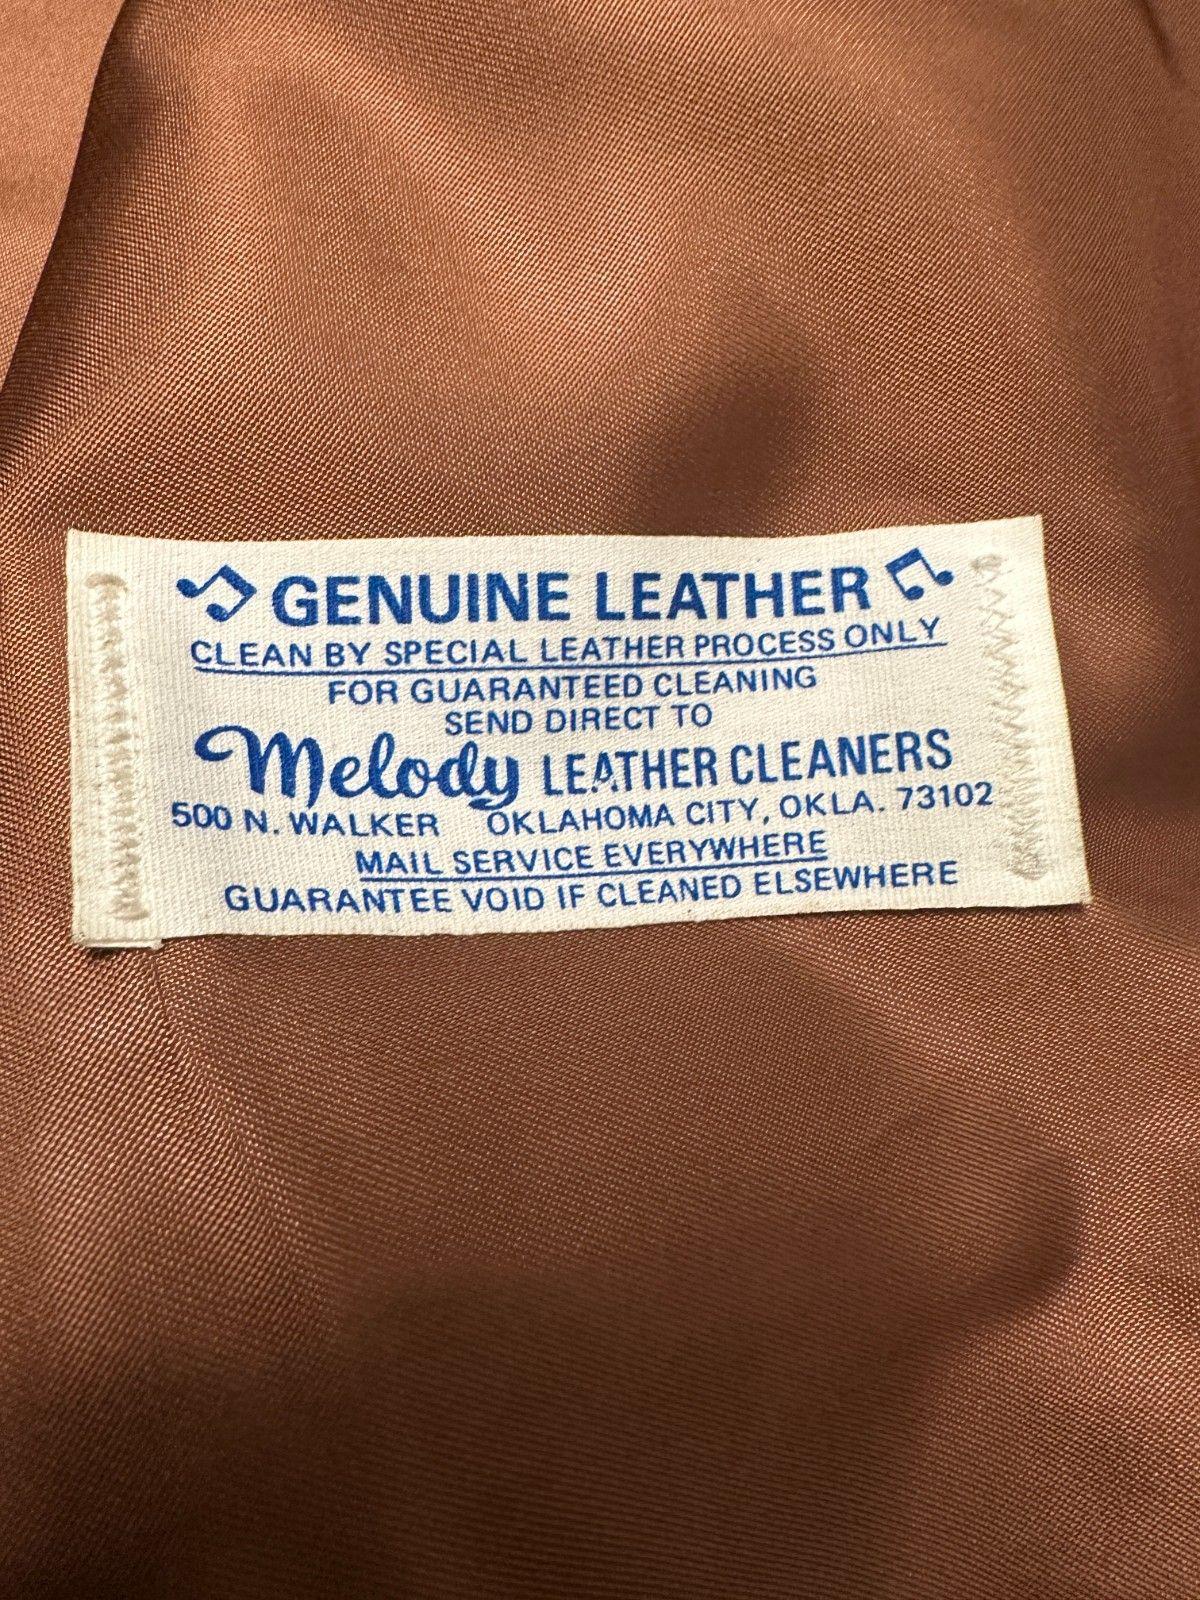 GENUINE LEATHER
CLEAN BY SPECIAL LEATHER PROCESS ONLY
FOR GUARANTEED CLEANING
SEND DIRECT TO
Melody LEATHER CLEANERS
500 N. WALKER OKLAHOMA CITY, OKLA. 73102
MAIL SERVICE EVERYWHERE
GUARANTEE VOID IF CLEANED ELSEWHERE